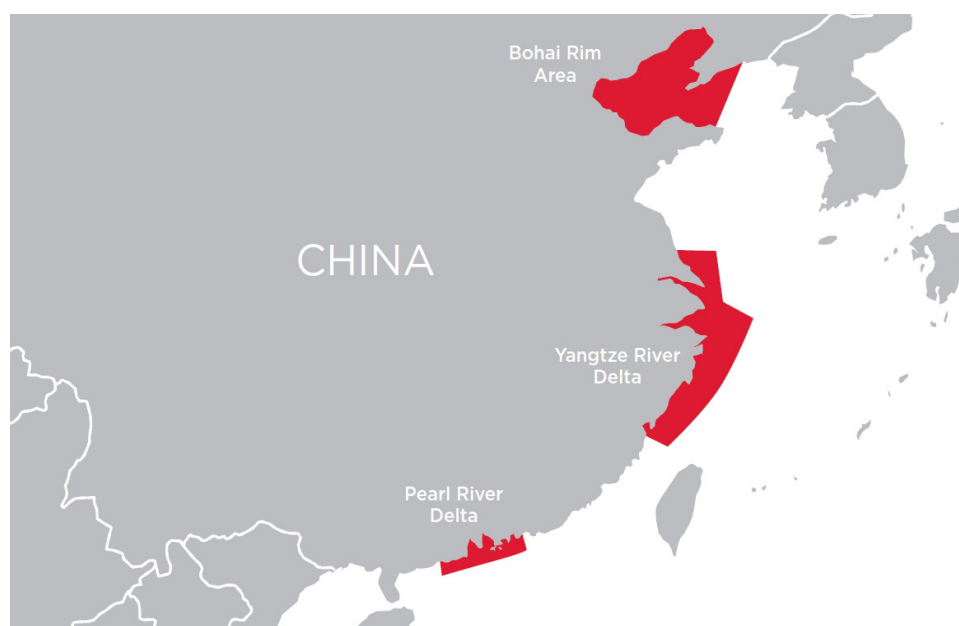 Bohai Rim
Area
CHINA
Yangtze River
Delta
Pearl River
Delta